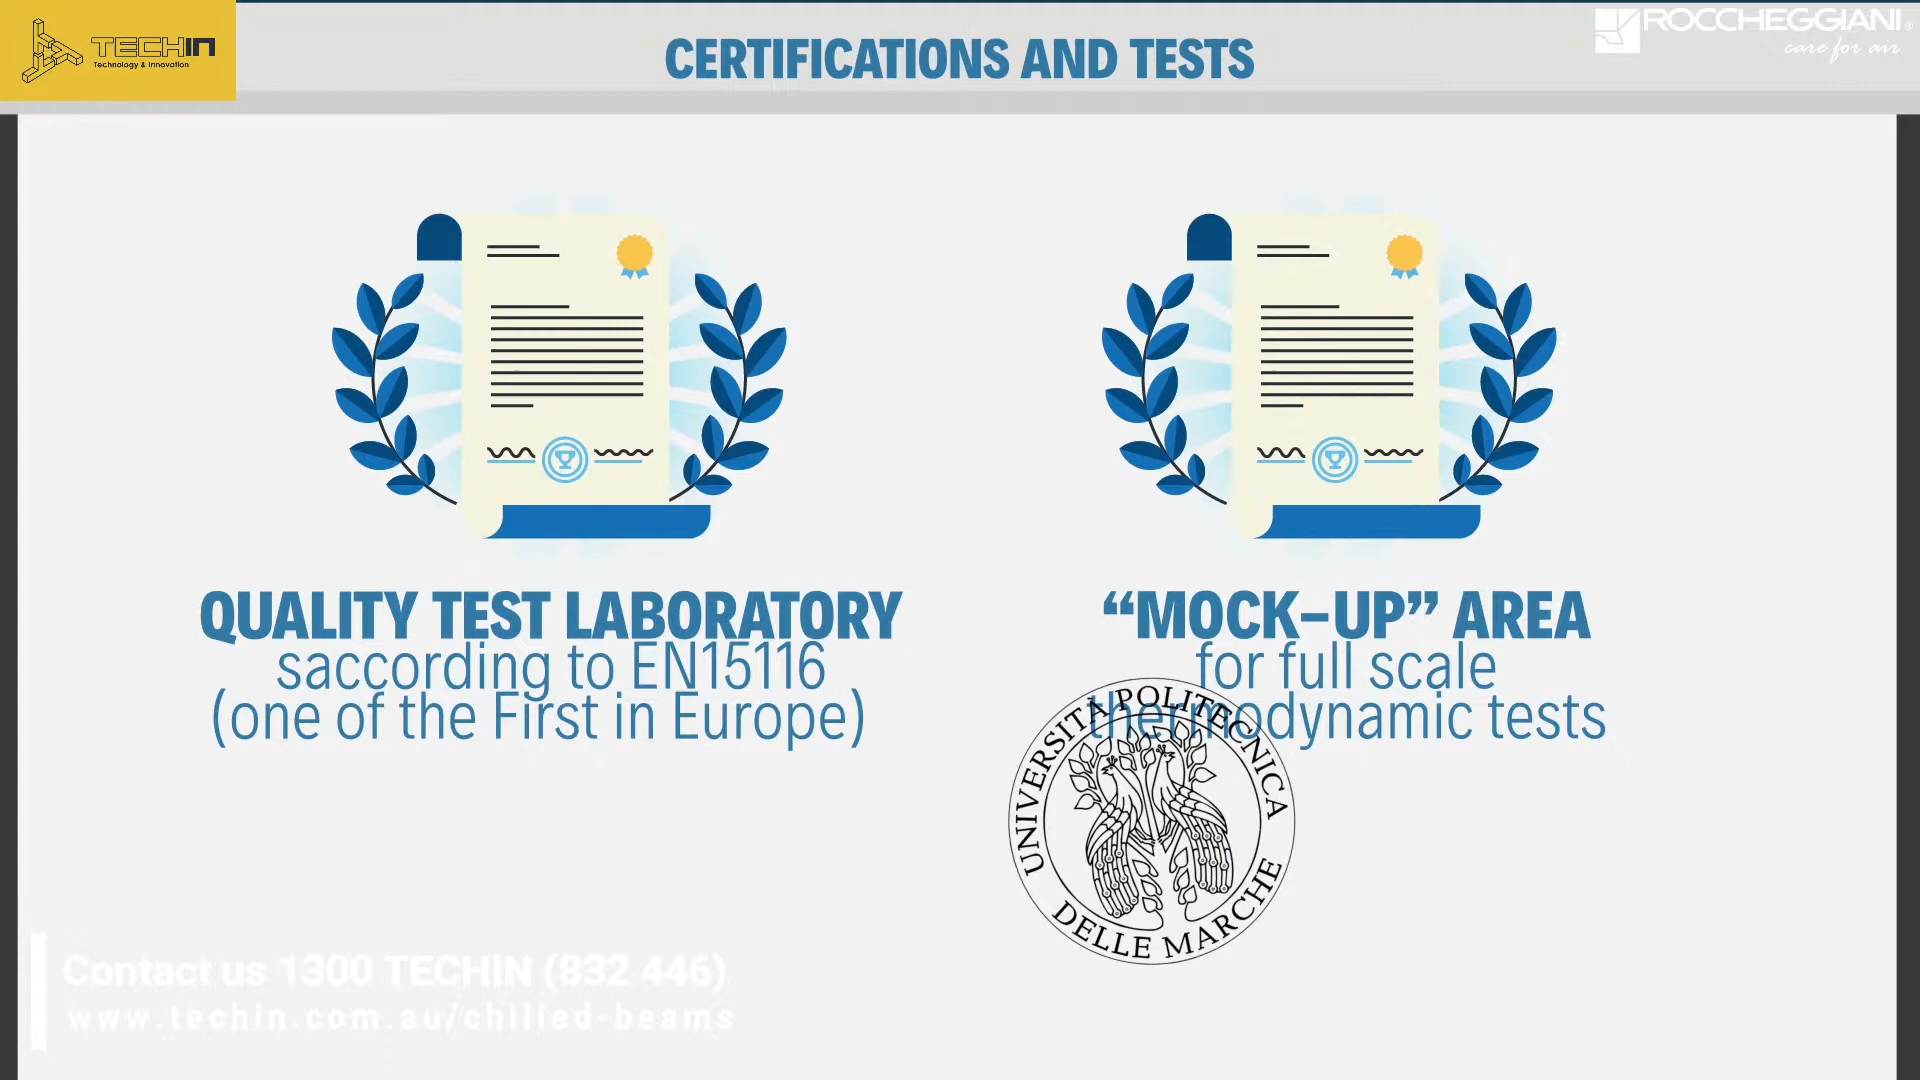 TECHIN
Technology & Innovation
CERTIFICATIONS AND TESTS
ROCCHEGGIANI®
care for air
QUALITY TEST LABORATORY
saccording to EN15116
(one of the First in Europe)
“MOCK-UP” AREA
for full scale
thermodynamic tests
UNIVERSITÀ POLITECNICA
DELLE MARCHE
Contact us 1300 TECHIN (832 446)
www.techin.com.au/chilled-beams